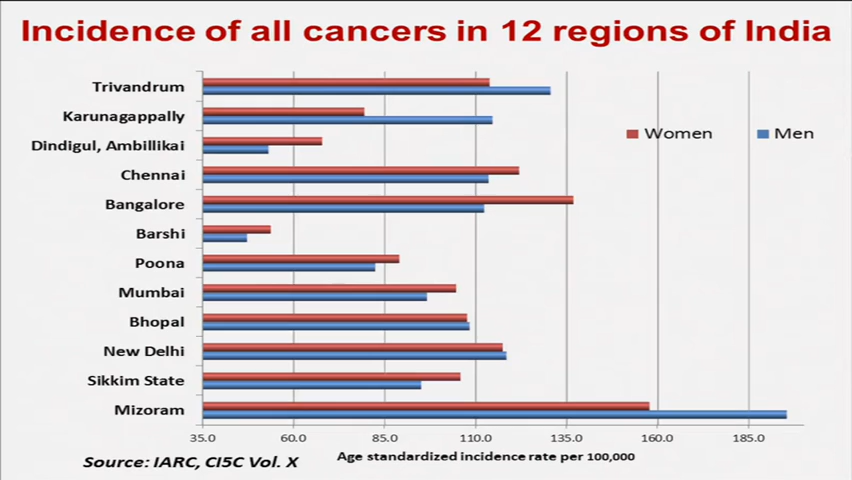 Incidence of all cancers in 12 regions of India
Trivandrum
Karunagappally
Dindigul, Ambillikai
Chennai
Bangalore
Barshi
Poona
Mumbai
Bhopal
New Delhi
Sikkim State
Mizoram
Women Men
35.0 60.0 85.0 110.0 135.0 160.0 185.0
Age standardized incidence rate per 100,000
Source: IARC, CI5C Vol. X